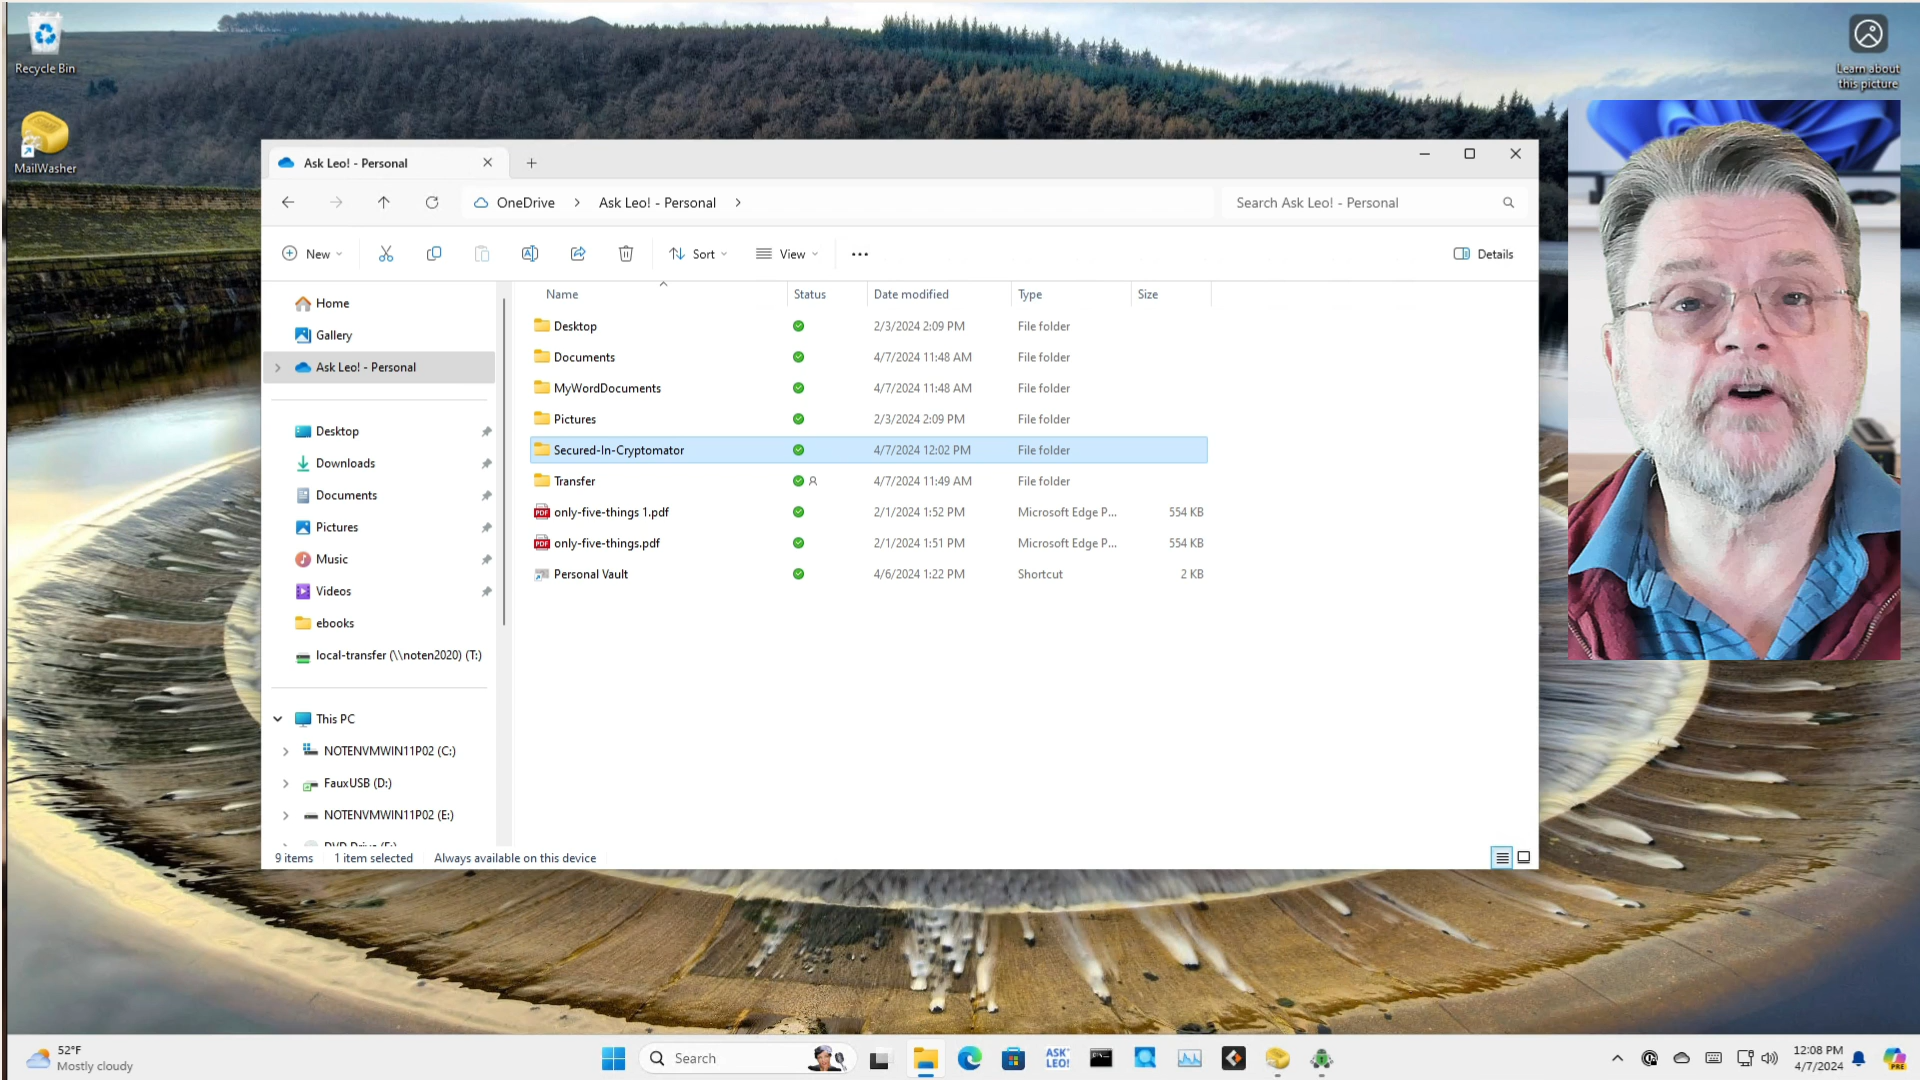 Recycle Bin
MailWasher
Learn about
this picture
Ask Leo! - Personal
OneDrive > Ask Leo! - Personal >
Search Ask Leo! - Personal
New
Sort
View
Details
Home
Gallery
Ask Leo! - Personal
Desktop
Downloads
Documents
Pictures
Music
Videos
ebooks
local-transfer (\\noten2020) (T:)
This PC
NOTENVMWIN11P02 (C:)
FauxUSB (D:)
NOTENVMWIN11P02 (E:)
Name Status Date modified Type Size
Desktop 2/3/2024 2:09 PM File folder
Documents 4/7/2024 11:48 AM File folder
MyWordDocuments 4/7/2024 11:48 AM File folder
Pictures 2/3/2024 2:09 PM File folder
Secured-In-Cryptomator 4/7/2024 12:02 PM File folder
Transfer 4/7/2024 11:49 AM File folder
PDF only-five-things 1.pdf 2/1/2024 1:52 PM Microsoft Edge P... 554 KB
PDF only-five-things.pdf 2/1/2024 1:51 PM Microsoft Edge P... 554 KB
Personal Vault 4/6/2024 1:22 PM Shortcut 2 KB
9 items 1 item selected Always available on this device
52°F
Mostly cloudy
Search
ASK
LEO!
12:08 PM
4/7/2024
PRE